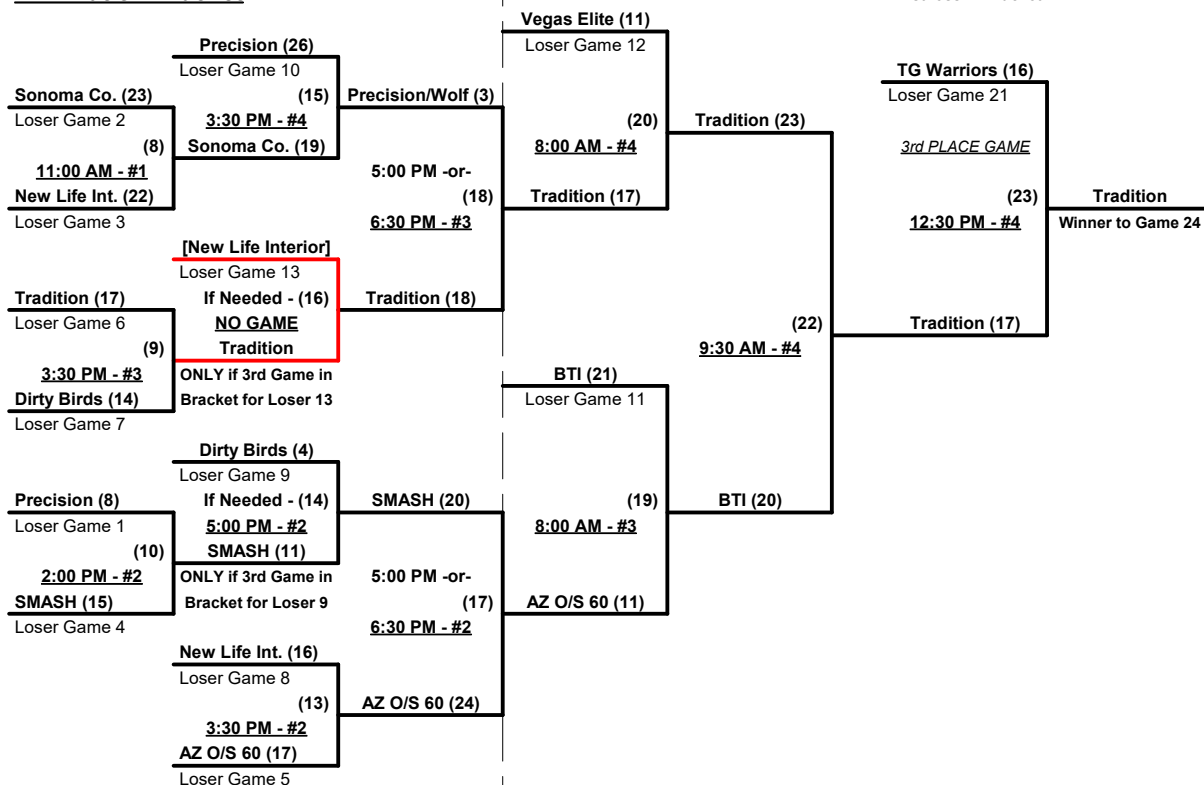 Vegas Elite (11)
Loser Game 12
Precision (26)
Loser Game 10
TG Warriors (16)
Loser Game 21
Sonoma Co. (23)
Loser Game 2
(15)
3:30 PM - #4
Precision/Wolf (3)
(8)
11:00 AM - #1
Sonoma Co. (19)
(20)
8:00 AM - #4
Tradition (23)
3rd PLACE GAME
5:00 PM -or-
(18)
6:30 PM - #3
New Life Int. (22)
Loser Game 3
Tradition (17)
(23)
12:30 PM - #4
Tradition
Winner to Game 24
[New Life Interior]
Loser Game 13
If Needed - (16)
NO GAME
Tradition
Tradition (17)
Loser Game 6
Tradition (18)
(9)
3:30 PM - #3
(22)
9:30 AM - #4
Tradition (17)
ONLY if 3rd Game in
Bracket for Loser 13
Dirty Birds (14)
Loser Game 7
BTI (21)
Loser Game 11
Dirty Birds (4)
Loser Game 9
If Needed - (14)
5:00 PM - #2
SMASH (11)
Precision (8)
Loser Game 1
SMASH (20)
(19)
8:00 AM - #3
BTI (20)
(10)
2:00 PM - #2
ONLY if 3rd Game in
Bracket for Loser 9
5:00 PM -or-
(17)
6:30 PM - #2
SMASH (15)
Loser Game 4
AZ O/S 60 (11)
New Life Int. (16)
Loser Game 8
(13)
3:30 PM - #2
AZ O/S 60 (24)
AZ O/S 60 (17)
Loser Game 5